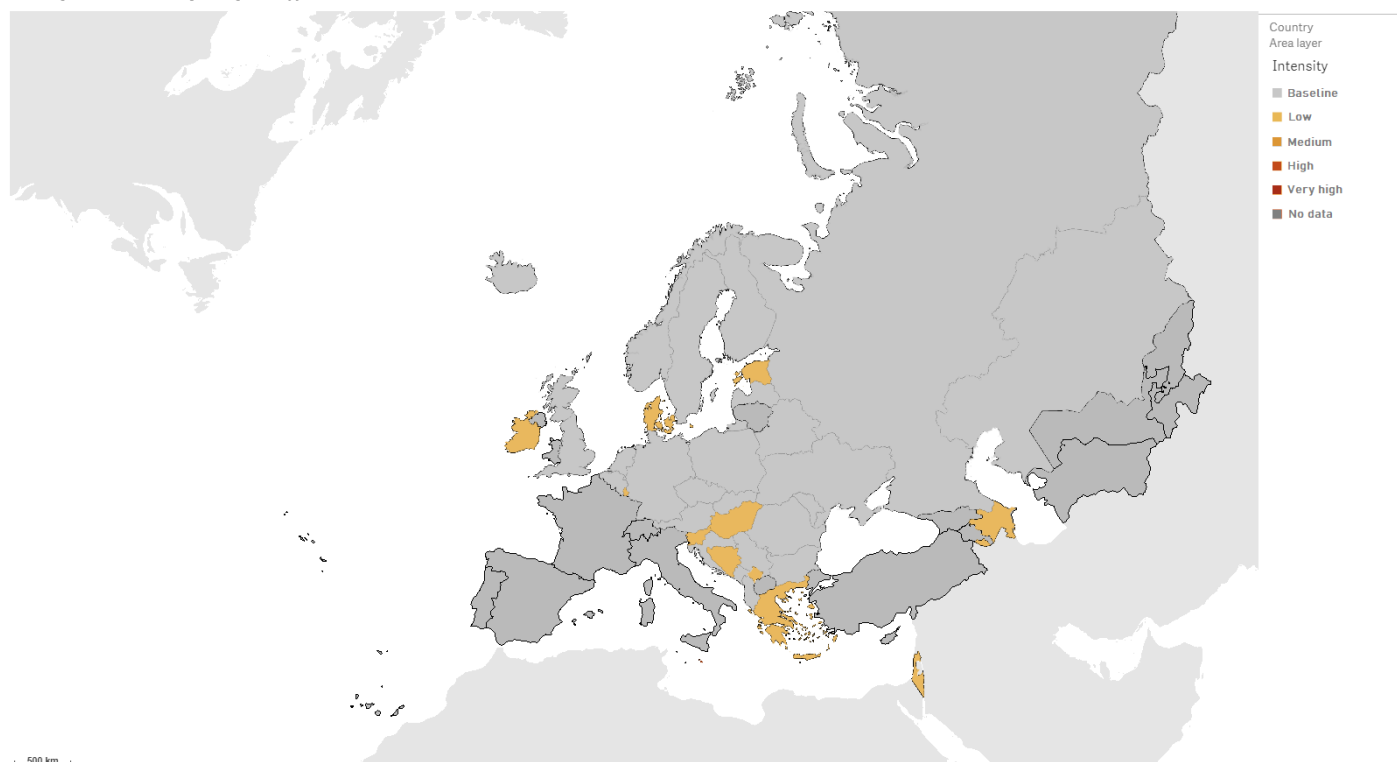 Country
Area layer
Intensity
Baseline
Low
Medium
High
Very high
No data
500 km